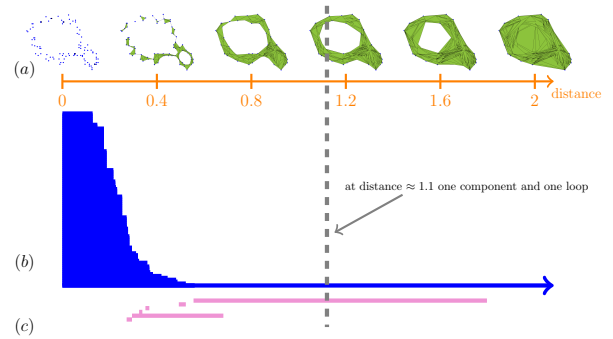 (a)
0 0.4 0.8 1.2 1.6 2
distance
at distance ≈ 1.1 one component and one loop
(b)
(c)